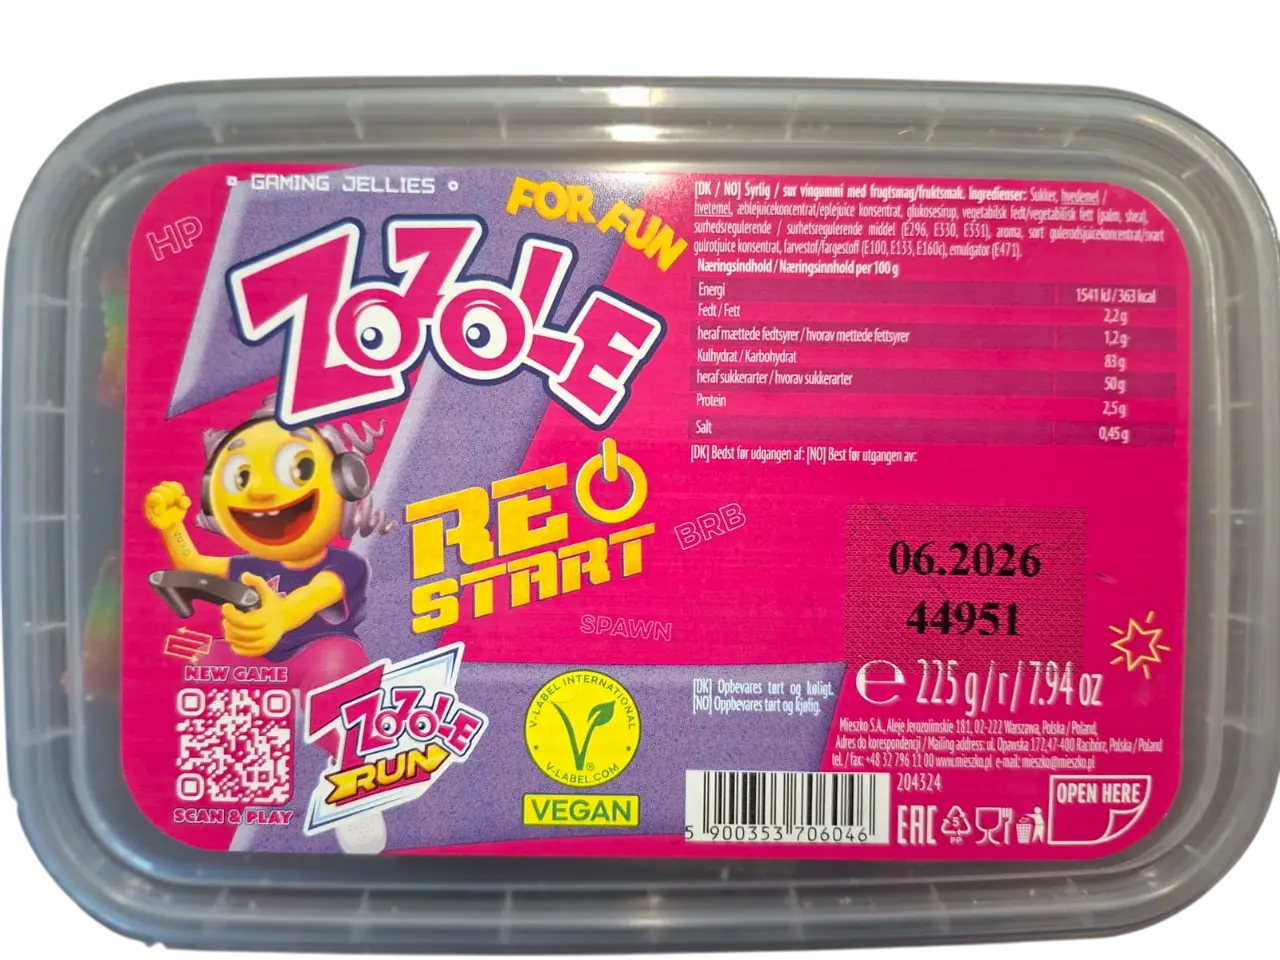 GAMING JELLIES
FOR FUN
HP
ZOZOLE
RE
START
BRB
SPAWN
NEW GAME
SCAN & PLAY
ZOZOLE
RUN
V-LABEL INTERNATIONAL
V-LABEL.COM
VEGAN
[DK / NO] Syrlig / sur vingummi med frugtsmag/fruktsmak. Ingredienser: Sukker, hvedemel /
hvetemel, æblejuicekoncentrat/eplejuice konsentrat, glukosesirup, vegetabilsk fedt/vegetabilisk fett (palm, shea),
surhedsregulerende / surhetsregulerende middel (E296, E330, E331), aroma, sort gulerodsjuicekoncentrat/svart
gulrotjuice konsentrat, farvestof/fargestoff (E100, E133, E160c), emulgator (E471).
Næringsindhold / Næringsinnhold per 100 g
Energi 1541 kJ / 363 kcal
Fedt / Fett 2,2 g
heraf mættede fedtsyrer / hvorav mettede fettsyrer 1,2 g
Kulhydrat / Karbohydrat 83 g
heraf sukkerarter / hvorav sukkerarter 50 g
Protein 2,5 g
Salt 0,45 g
[DK] Bedst før udgangen af: [NO] Best før utgangen av:
06.2026
44951
[DK] Opbevares tørt og køligt.
[NO] Oppbevares tørt og kjølig.
℮ 225 g / г / 7.94 oz
Mieszko S.A., Aleje Jerozolimskie 181, 02-222 Warszawa, Polska / Poland,
Adres do korespondencji / Mailing address: ul. Opawska 172, 47-400 Racibórz, Polska / Poland
tel. / fax: +48 32 796 11 00 www.mieszko.pl e-mail: mieszko@mieszko.pl
204324
5 900353 706046
EAC
5
PP
OPEN HERE